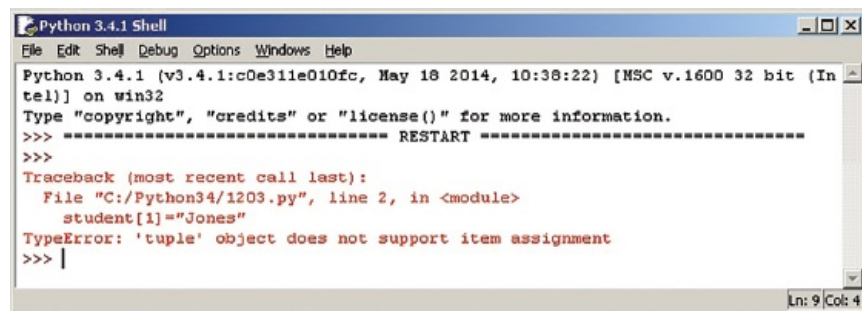 Python 3.4.1 Shell
File Edit Shell Debug Options Windows Help
Python 3.4.1 (v3.4.1:c0e311e010fc, May 18 2014, 10:38:22) [MSC v.1600 32 bit (In
tel)] on win32
Type "copyright", "credits" or "license()" for more information.
>>> ================================ RESTART ================================
>>>
Traceback (most recent call last):
  File "C:/Python34/1203.py", line 2, in <module>
    student[1]="Jones"
TypeError: 'tuple' object does not support item assignment
>>>
Ln: 9 Col: 4